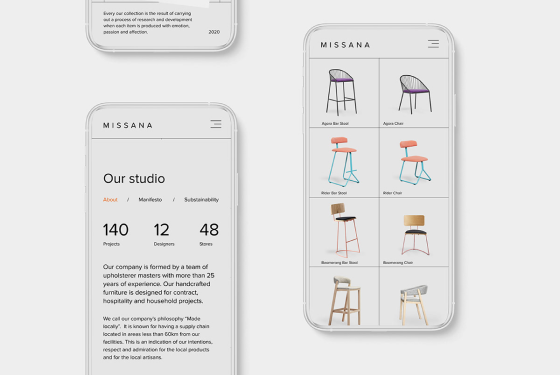 Every our collection is the result of carrying
out a process of research and development
when each item is produced with emotion,
passion and affection.
2020
MISSANA
Our studio
About / Manifesto / Substainability
140 12 48
Projects Designers Stores
Our company is formed by a team of
upholsterer masters with more than 25
years of experience. Our handcrafted
furniture is designed for contract,
hospitality and household projects.
We call our company's philosophy "Made
locally". It is known for having a supply chain
located in areas less than 60km from our
facilities. This is an indication of our intentions,
respect and admiration for the local products
and for the local artisans.
MISSANA
Agora Bar Stool Agora Chair
Rider Bar Stool Rider Chair
Bloomming Bar Stool Bloomming Chair